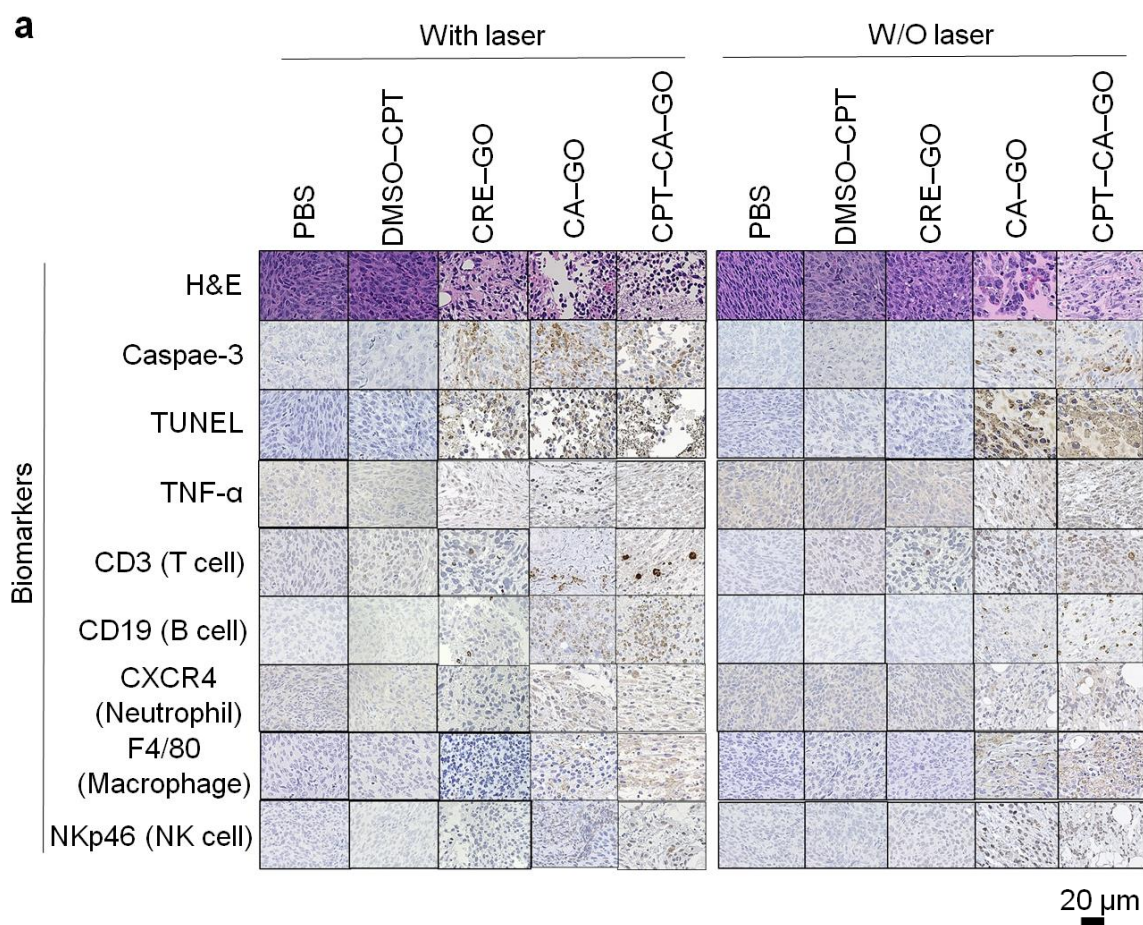 a
With laser
W/O laser
PBS
DMSO–CPT
CRE–GO
CA–GO
CPT–CA–GO
PBS
DMSO–CPT
CRE–GO
CA–GO
CPT–CA–GO
Biomarkers
H&E
Caspae-3
TUNEL
TNF-α
CD3 (T cell)
CD19 (B cell)
CXCR4
(Neutrophil)
F4/80
(Macrophage)
NKp46 (NK cell)
20 μm